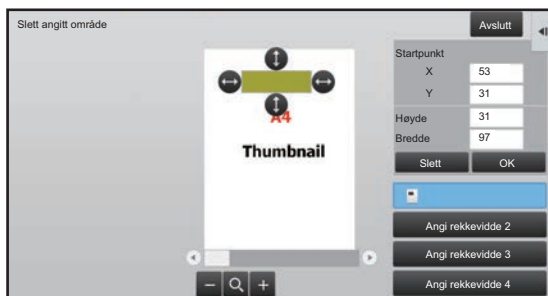 Slett angitt område
Avslutt
A4
Thumbnail
Startpunkt
X 53
Y 31
Høyde 31
Bredde 97
Slett OK
Angi rekkevidde 2
Angi rekkevidde 3
Angi rekkevidde 4